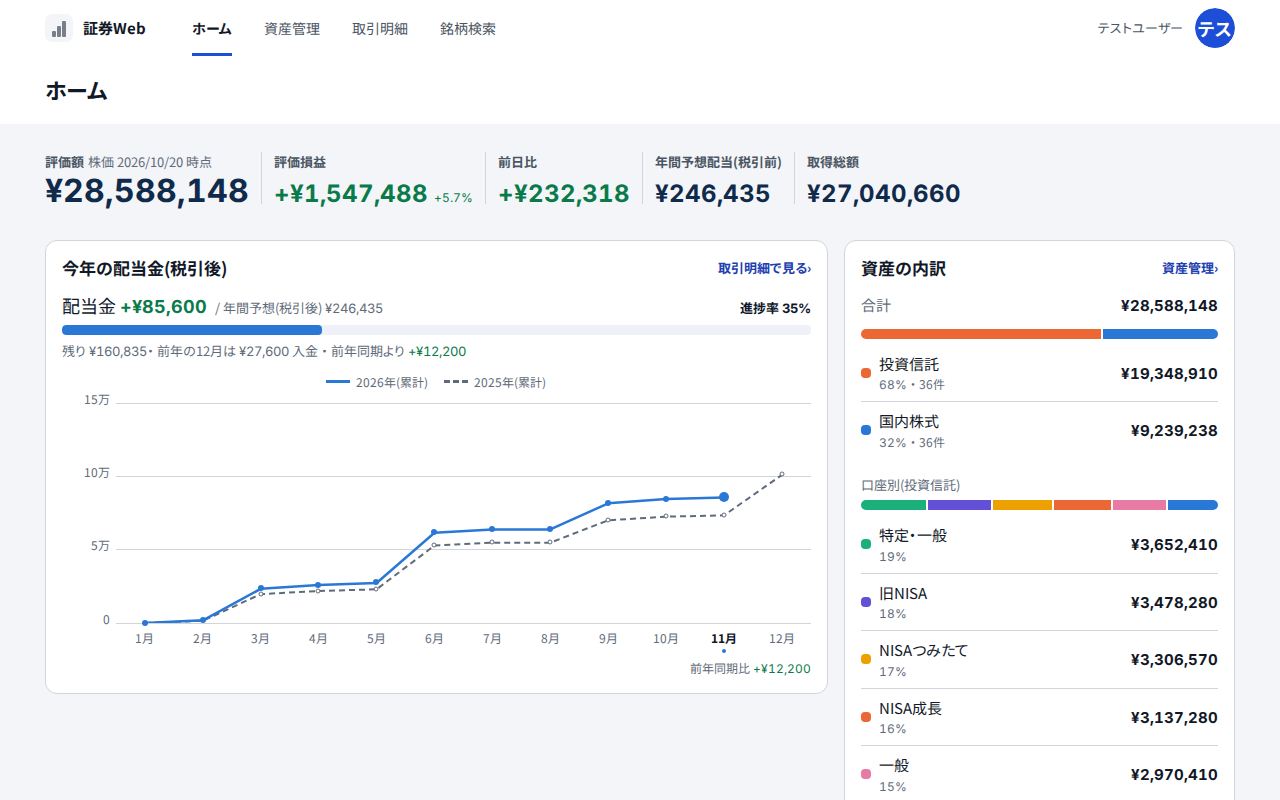 証券Web
ホーム
資産管理
取引明細
銘柄検索
テストユーザー
テス
ホーム
評価額 株価 2026/10/20 時点
¥28,588,148
評価損益
+¥1,547,488 +5.7%
前日比
+¥232,318
年間予想配当(税引前)
¥246,435
取得総額
¥27,040,660
今年の配当金(税引後)
取引明細で見る›
配当金 +¥85,600 / 年間予想(税引後) ¥246,435
進捗率 35%
残り ¥160,835・前年の12月は ¥27,600 入金・前年同期より +¥12,200
2026年(累計)
2025年(累計)
15万
10万
5万
0
1月
2月
3月
4月
5月
6月
7月
8月
9月
10月
11月
12月
前年同期比 +¥12,200
資産の内訳
資産管理›
合計
¥28,588,148
投資信託
68%・36件
¥19,348,910
国内株式
32%・36件
¥9,239,238
口座別(投資信託)
特定・一般
19%
¥3,652,410
旧NISA
18%
¥3,478,280
NISAつみたて
17%
¥3,306,570
NISA成長
16%
¥3,137,280
一般
15%
¥2,970,410